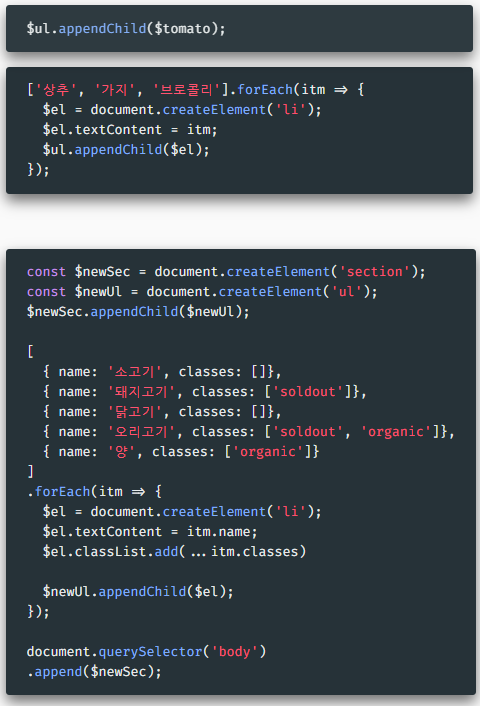 $ul.appendChild($tomato);
['상추', '가지', '브로콜리'].forEach(itm => {
  $el = document.createElement('li');
  $el.textContent = itm;
  $ul.appendChild($el);
});
const $newSec = document.createElement('section');
const $newUl = document.createElement('ul');
$newSec.appendChild($newUl);
[
  { name: '소고기', classes: []},
  { name: '돼지고기', classes: ['soldout']},
  { name: '닭고기', classes: []},
  { name: '오리고기', classes: ['soldout', 'organic']},
  { name: '양', classes: ['organic']}
]
.forEach(itm => {
  $el = document.createElement('li');
  $el.textContent = itm.name;
  $el.classList.add(...itm.classes)
  $newUl.appendChild($el);
});
document.querySelector('body')
.append($newSec);